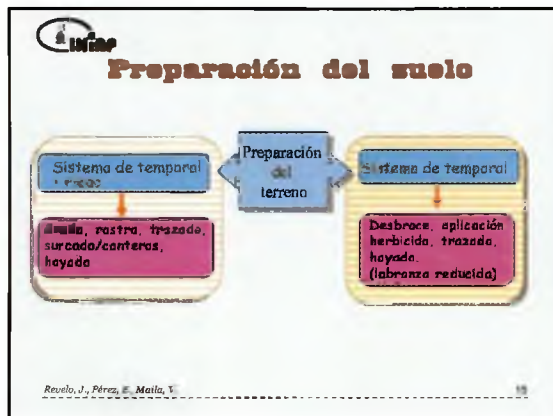 INIAP
Preparación del suelo
Preparación
del
terreno
Sistema de temporal
Arado, rastra, trazado,
surcado/canteros,
hoyado
Sistema de temporal
Desbroce, aplicación
herbicida, trazado,
hoyado.
(labranza reducida)
Revelo, J., Pérez, E. Maila, V.